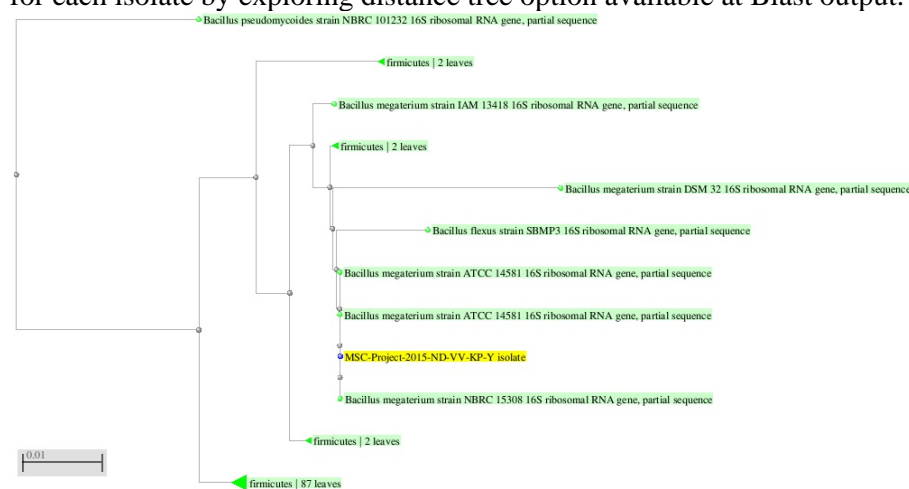 for each isolate by exploring distance tree option available at Blast output.
Bacillus pseudomycoides strain NBRC 101232 16S ribosomal RNA gene, partial sequence
firmicutes | 2 leaves
Bacillus megaterium strain IAM 13418 16S ribosomal RNA gene, partial sequence
firmicutes | 2 leaves
Bacillus megaterium strain DSM 32 16S ribosomal RNA gene, partial sequence
Bacillus flexus strain SBMP3 16S ribosomal RNA gene, partial sequence
Bacillus megaterium strain ATCC 14581 16S ribosomal RNA gene, partial sequence
Bacillus megaterium strain ATCC 14581 16S ribosomal RNA gene, partial sequence
MSC-Project-2015-ND-VV-KP-Y isolate
Bacillus megaterium strain NBRC 15308 16S ribosomal RNA gene, partial sequence
firmicutes | 2 leaves
0.01
firmicutes | 87 leaves